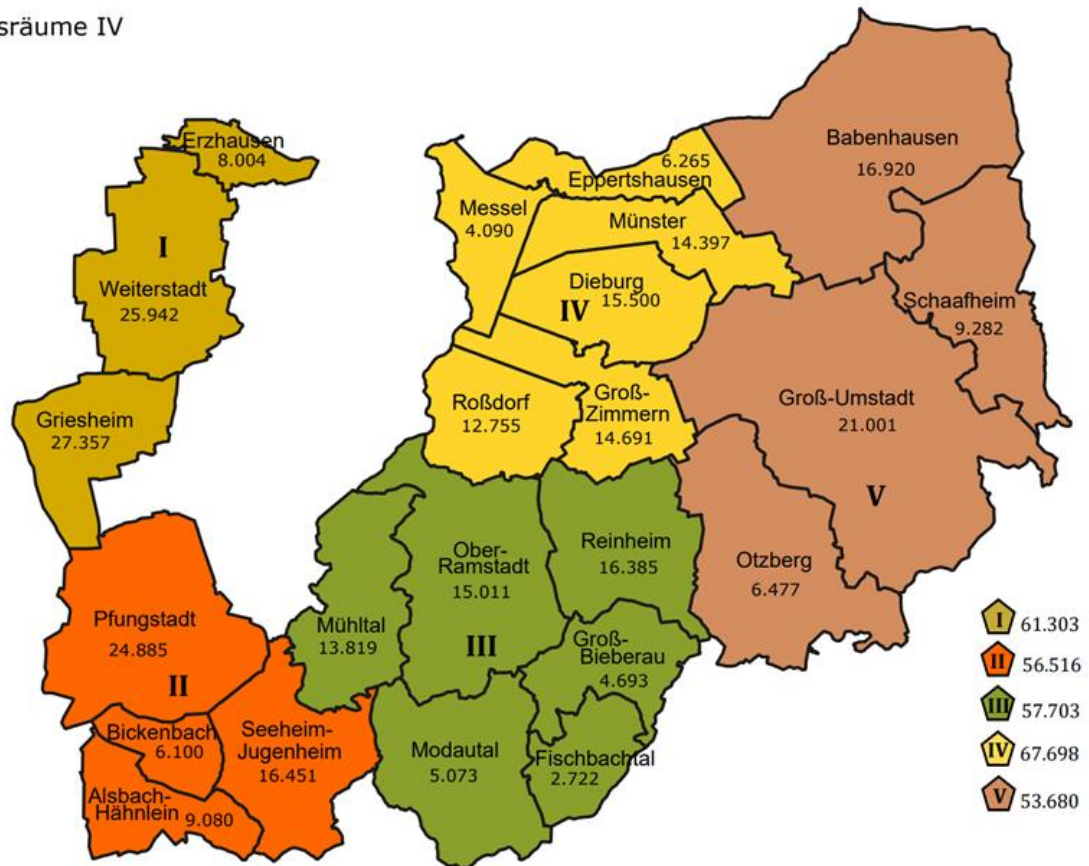 sräume IV
Erzhausen
8.004
I
Weiterstadt
25.942
Griesheim
27.357
Pfungstadt
24.885
II
Bickenbach
6.100
Alsbach-
Hähnlein 9.080
Seeheim-
Jugenheim
16.451
Mühltal
13.819
Ober-
Ramstadt
15.011
III
Modautal
5.073
Reinheim
16.385
Groß-
Bieberau
4.693
Fischbachtal
2.722
Messel
4.090
6.265
Eppertshausen
Münster
14.397
Dieburg
15.500
IV
Roßdorf
12.755
Groß-
Zimmern
14.691
Babenhausen
16.920
Schaafheim
9.282
Groß-Umstadt
21.001
V
Otzberg
6.477
I 61.303
II 56.516
III 57.703
IV 67.698
V 53.680